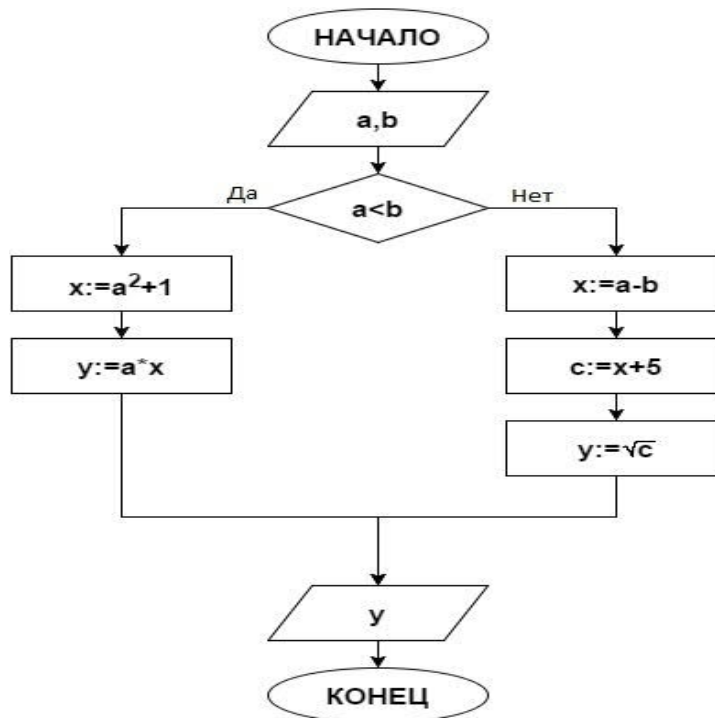 НАЧАЛО
a,b
a<b
Да
Нет
x:=a²+1
y:=a*x
x:=a-b
c:=x+5
y:=√c
y
КОНЕЦ